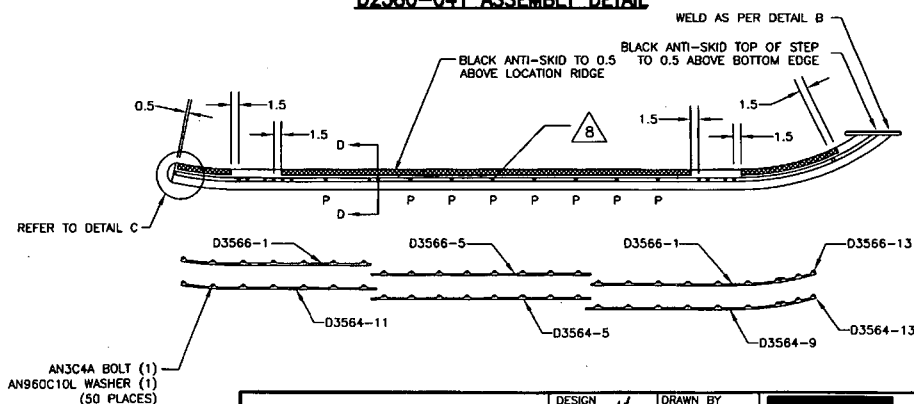 D2580-041 ASSEMBLY DETAIL
WELD AS PER DETAIL B
BLACK ANTI-SKID TO 0.5
ABOVE LOCATION RIDGE
BLACK ANTI-SKID TOP OF STEP
TO 0.5 ABOVE BOTTOM EDGE
0.5
1.5
1.5
8
1.5
1.5
1.5
D
D
P P P P P P P P
REFER TO DETAIL C
D3566-1
D3566-5
D3566-1
D3566-13
D3564-11
D3564-5
D3564-9
D3564-13
AN3C4A BOLT (1)
AN960C10L WASHER (1)
(50 PLACES)
DESIGN
DRAWN BY